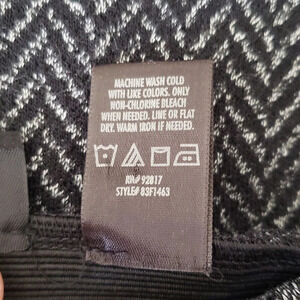 MACHINE WASH COLD
WITH LIKE COLORS. ONLY
NON-CHLORINE BLEACH
WHEN NEEDED. LINE OR FLAT
DRY. WARM IRON IF NEEDED.
RN# 92817
STYLE# 83F1463